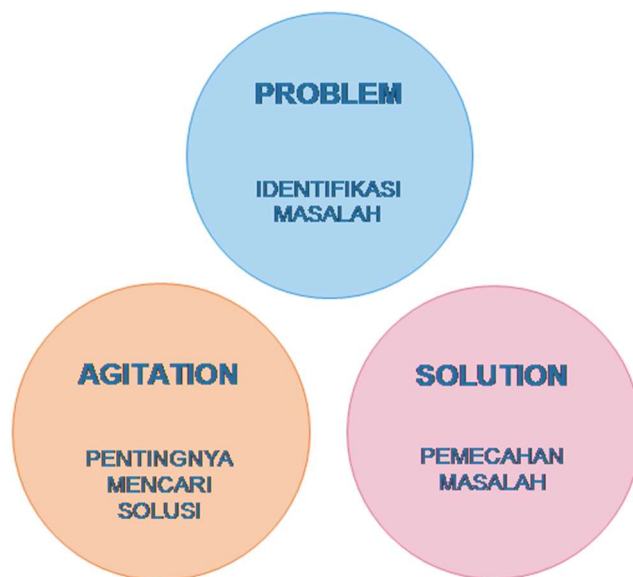 PROBLEM
IDENTIFIKASI
MASALAH
AGITATION
PENTINGNYA
MENCARI
SOLUSI
SOLUTION
PEMECAHAN
MASALAH